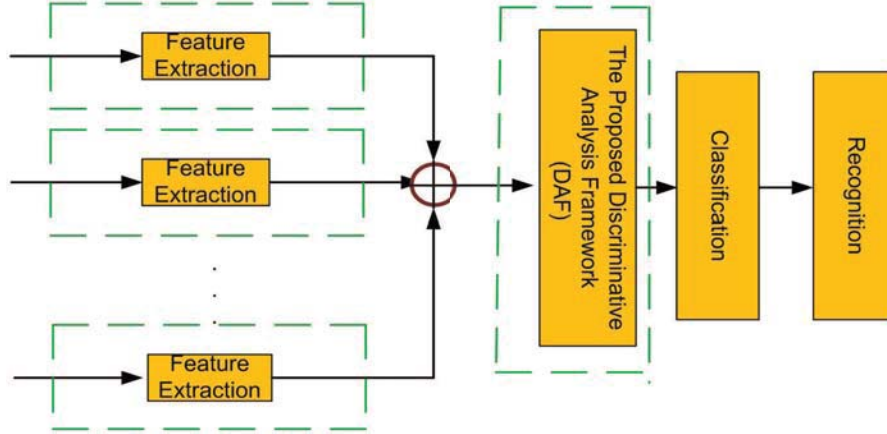 Feature
Extraction
Feature
Extraction
Feature
Extraction
The Proposed Discriminative
Analysis Framework
(DAF)
Classification
Recognition